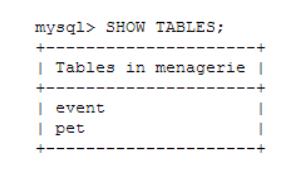 mysql> SHOW TABLES;
+---------------------+
| Tables in menagerie |
+---------------------+
| event               |
| pet                 |
+---------------------+